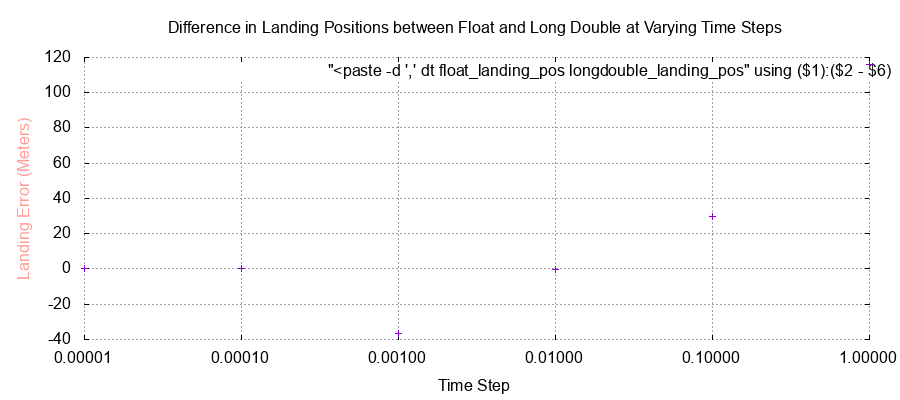 Difference in Landing Positions between Float and Long Double at Varying Time Steps
120
"<paste -d ',' dt float_landing_pos longdouble_landing_pos" using ($1):($2 - $6)
100
80
60
40
20
0
-20
-40
Landing Error (Meters)
0.00001 0.00010 0.00100 0.01000 0.10000 1.00000
Time Step